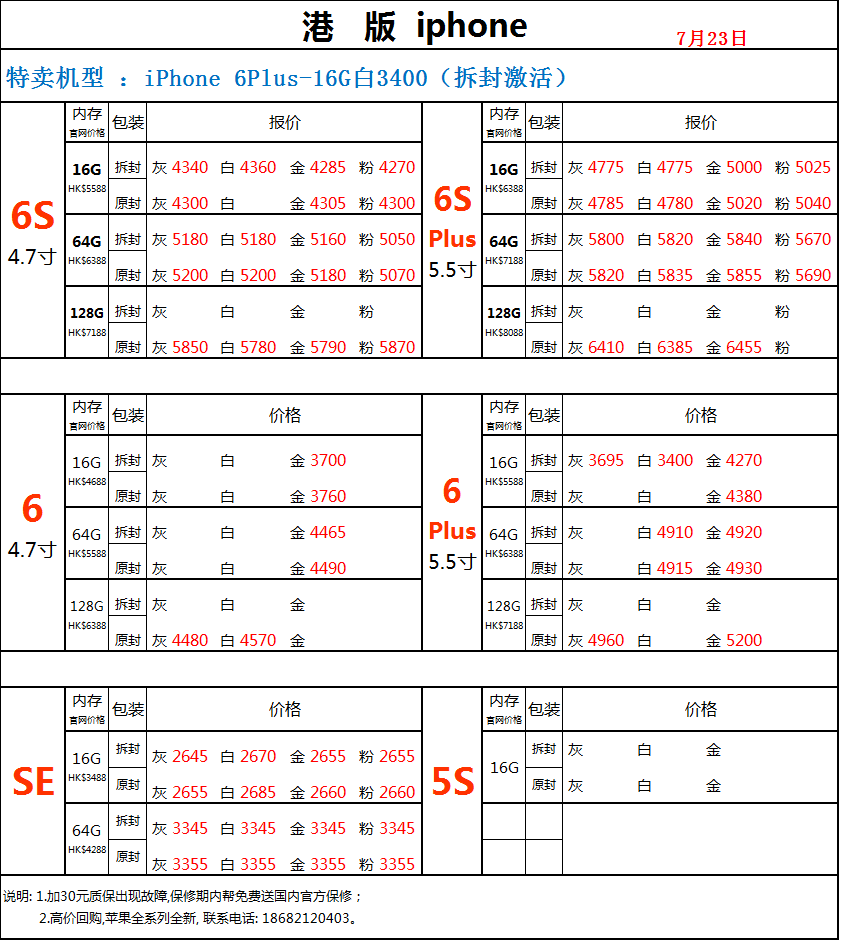 港 版 iphone
7月23日
特卖机型 ：iPhone 6Plus-16G白3400（拆封激活）
内存 官网价格 包装 报价 内存 官网价格 包装 报价
6S 4.7寸
16G HK$5588
拆封 灰 4340 白 4360 金 4285 粉 4270
原封 灰 4300 白 金 4305 粉 4300
64G HK$6388
拆封 灰 5180 白 5180 金 5160 粉 5050
原封 灰 5200 白 5200 金 5180 粉 5070
128G HK$7188
拆封 灰 白 金 粉
原封 灰 5850 白 5780 金 5790 粉 5870
6S Plus 5.5寸
16G HK$6388
拆封 灰 4775 白 4775 金 5000 粉 5025
原封 灰 4785 白 4780 金 5020 粉 5040
64G HK$7188
拆封 灰 5800 白 5820 金 5840 粉 5670
原封 灰 5820 白 5835 金 5855 粉 5690
128G HK$8088
拆封 灰 白 金 粉
原封 灰 6410 白 6385 金 6455 粉
内存 官网价格 包装 价格 内存 官网价格 包装 价格
6 4.7寸
16G HK$4688
拆封 灰 白 金 3700
原封 灰 白 金 3760
64G HK$5588
拆封 灰 白 金 4465
原封 灰 白 金 4490
128G HK$6388
拆封 灰 白 金
原封 灰 4480 白 4570 金
6 Plus 5.5寸
16G HK$5588
拆封 灰 3695 白 3400 金 4270
原封 灰 白 金 4380
64G HK$6388
拆封 灰 白 4910 金 4920
原封 灰 白 4915 金 4930
128G HK$7188
拆封 灰 白 金
原封 灰 4960 白 金 5200
内存 官网价格 包装 价格 内存 官网价格 包装 价格
SE
16G HK$3488
拆封 灰 2645 白 2670 金 2655 粉 2655
原封 灰 2655 白 2685 金 2660 粉 2660
64G HK$4288
拆封 灰 3345 白 3345 金 3345 粉 3345
原封 灰 3355 白 3355 金 3355 粉 3355
5S
16G
拆封 灰 白 金
原封 灰 白 金
说明: 1.加30元质保出现故障,保修期内帮免费送国内官方保修；
2.高价回购,苹果全系列全新, 联系电话: 18682120403。